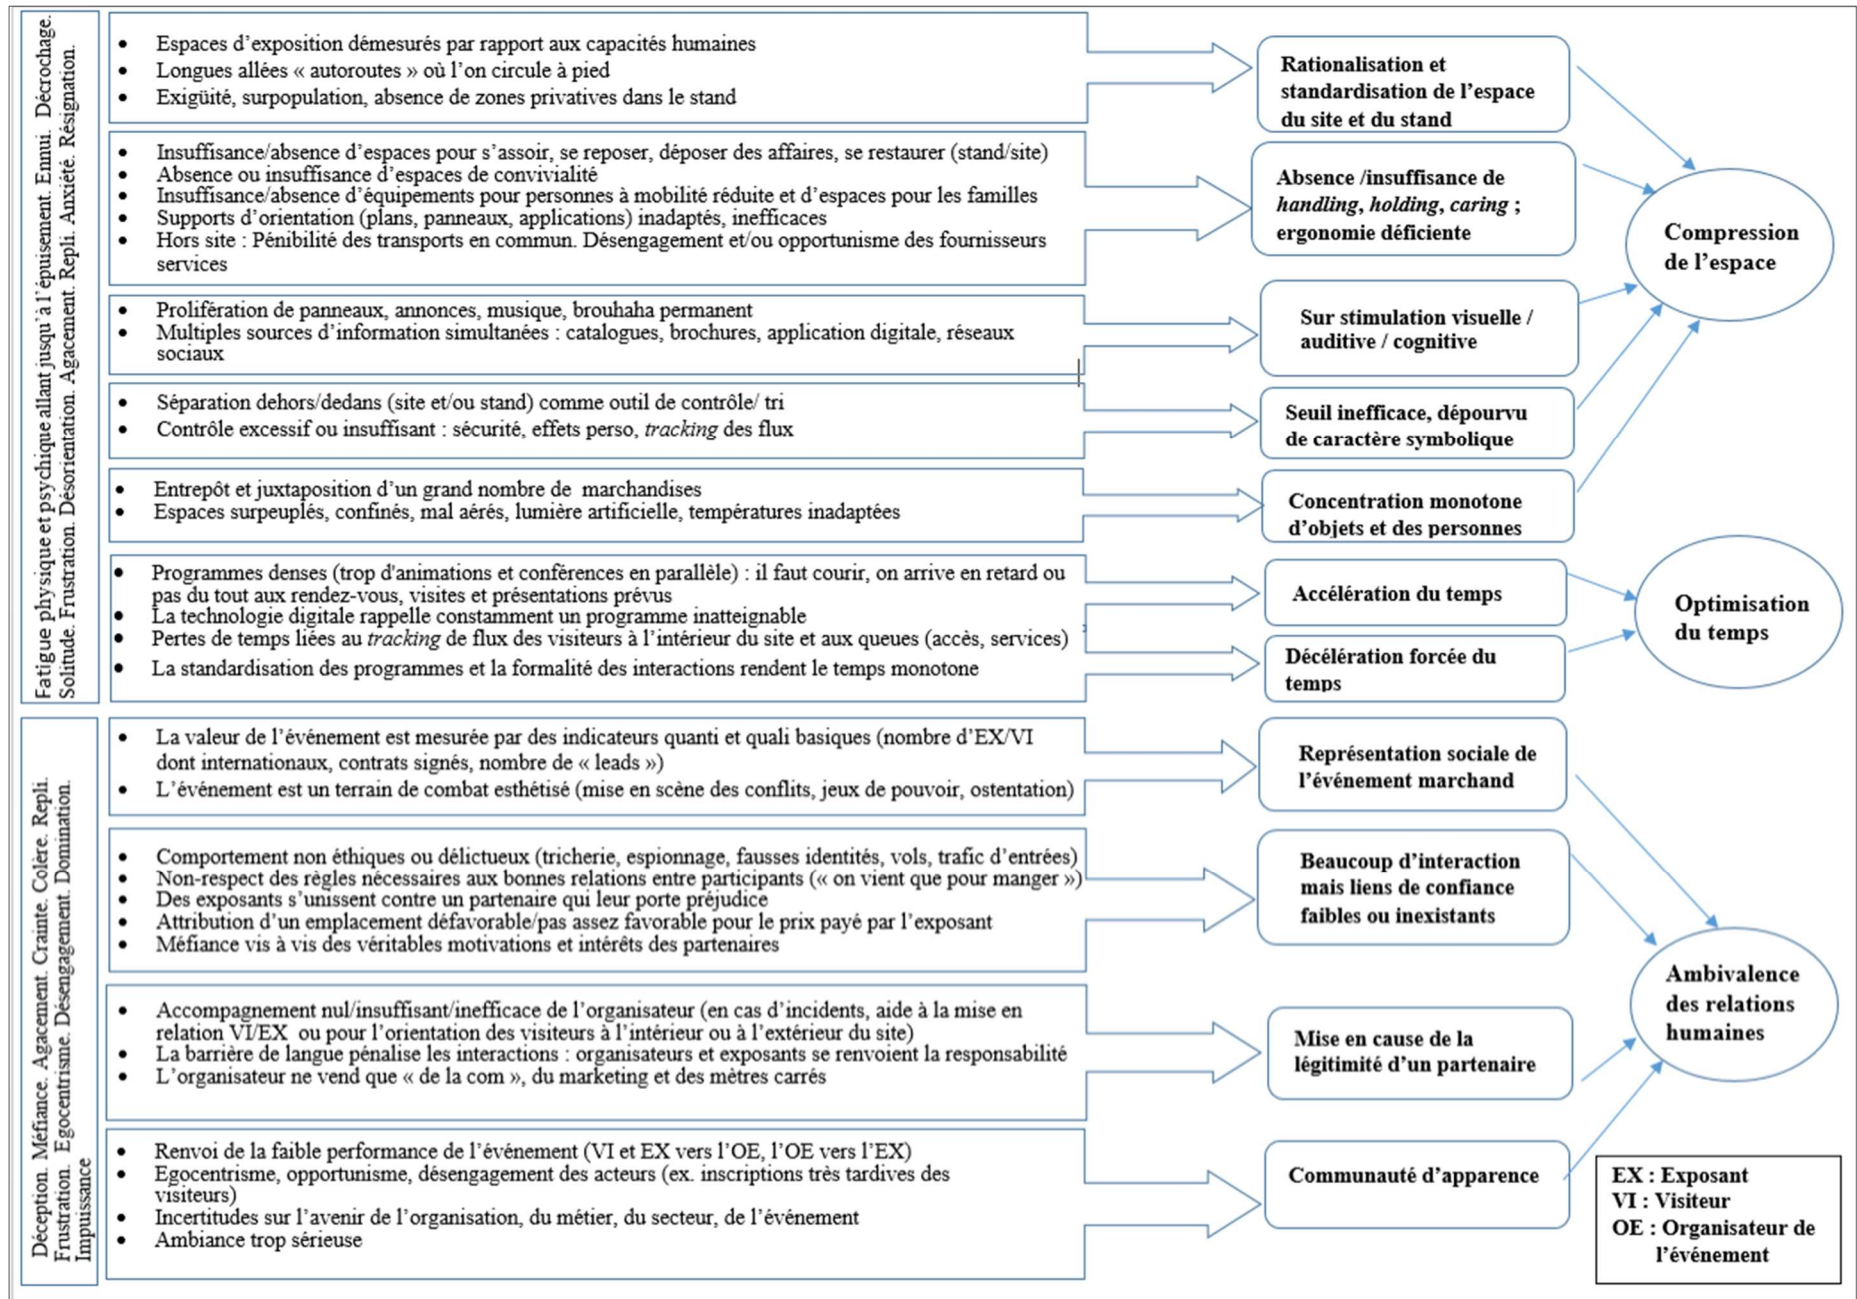 Fatigue physique et psychique allant jusqu'à l'épuisement. Ennui. Décrochage.
Solitude. Frustration. Désorientation. Agacement. Repli. Anxiété. Résignation.
• Espaces d'exposition démesurés par rapport aux capacités humaines
• Longues allées « autoroutes » où l'on circule à pied
• Exigüité, surpopulation, absence de zones privatives dans le stand
Rationalisation et
standardisation de l'espace
du site et du stand
• Insuffisance/absence d'espaces pour s'assoir, se reposer, déposer des affaires, se restaurer (stand/site)
• Absence ou insuffisance d'espaces de convivialité
• Insuffisance/absence d'équipements pour personnes à mobilité réduite et d'espaces pour les familles
• Supports d'orientation (plans, panneaux, applications) inadaptés, inefficaces
• Hors site : Pénibilité des transports en commun. Désengagement et/ou opportunisme des fournisseurs
services
Absence /insuffisance de
handling, holding, caring ;
ergonomie déficiente
• Prolifération de panneaux, annonces, musique, brouhaha permanent
• Multiples sources d'information simultanées : catalogues, brochures, application digitale, réseaux
sociaux
Sur stimulation visuelle /
auditive / cognitive
• Séparation dehors/dedans (site et/ou stand) comme outil de contrôle/ tri
• Contrôle excessif ou insuffisant : sécurité, effets perso, tracking des flux
Seuil inefficace, dépourvu
de caractère symbolique
• Entrepôt et juxtaposition d'un grand nombre de marchandises
• Espaces surpeuplés, confinés, mal aérés, lumière artificielle, températures inadaptées
Concentration monotone
d'objets et des personnes
Compression
de l'espace
• Programmes denses (trop d'animations et conférences en parallèle) : il faut courir, on arrive en retard ou
pas du tout aux rendez-vous, visites et présentations prévus
• La technologie digitale rappelle constamment un programme inatteignable
• Pertes de temps liées au tracking de flux des visiteurs à l'intérieur du site et aux queues (accès, services)
• La standardisation des programmes et la formalité des interactions rendent le temps monotone
Accélération du temps
Décélération forcée du
temps
Optimisation
du temps
Déception. Méfiance. Agacement. Crainte. Colère. Repli.
Frustration. Egocentrisme. Désengagement. Domination.
Impuissance
• La valeur de l'événement est mesurée par des indicateurs quanti et quali basiques (nombre d'EX/VI
dont internationaux, contrats signés, nombre de « leads »)
• L'événement est un terrain de combat esthétisé (mise en scène des conflits, jeux de pouvoir, ostentation)
Représentation sociale de
l'événement marchand
• Comportement non éthiques ou délictueux (tricherie, espionnage, fausses identités, vols, trafic d'entrées)
• Non-respect des règles nécessaires aux bonnes relations entre participants (« on vient que pour manger »)
• Des exposants s'unissent contre un partenaire qui leur porte préjudice
• Attribution d'un emplacement défavorable/pas assez favorable pour le prix payé par l'exposant
• Méfiance vis à vis des véritables motivations et intérêts des partenaires
Beaucoup d'interaction
mais liens de confiance
faibles ou inexistants
• Accompagnement nul/insuffisant/inefficace de l'organisateur (en cas d'incidents, aide à la mise en
relation VI/EX ou pour l'orientation des visiteurs à l'intérieur ou à l'extérieur du site)
• La barrière de langue pénalise les interactions : organisateurs et exposants se renvoient la responsabilité
• L'organisateur ne vend que « de la com », du marketing et des mètres carrés
Mise en cause de la
légitimité d'un partenaire
• Renvoi de la faible performance de l'événement (VI et EX vers l'OE, l'OE vers l'EX)
• Egocentrisme, opportunisme, désengagement des acteurs (ex. inscriptions très tardives des
visiteurs)
• Incertitudes sur l'avenir de l'organisation, du métier, du secteur, de l'événement
• Ambiance trop sérieuse
Communauté d'apparence
Ambivalence
des relations
humaines
EX : Exposant
VI : Visiteur
OE : Organisateur de
l'événement